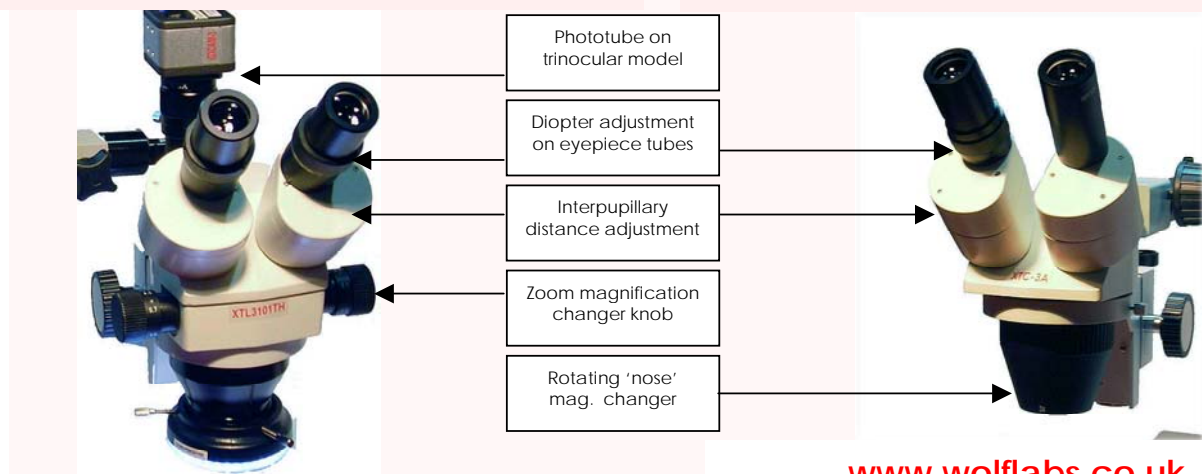 Phototube on
trinocular model
Diopter adjustment
on eyepiece tubes
Interpupillary
distance adjustment
Zoom magnification
changer knob
Rotating ‘nose’
mag. changer
XTL3101TH
XTC-3A
www.wolflabs.co.uk